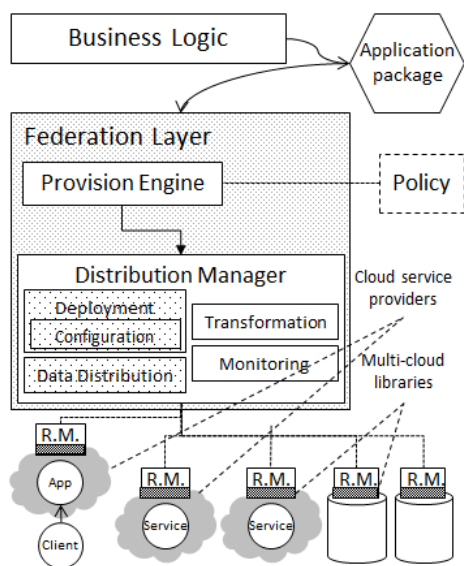 Business Logic
Application
package
Federation Layer
Provision Engine
Policy
Distribution Manager
Deployment
Configuration
Data Distribution
Transformation
Monitoring
Cloud service
providers
Multi-cloud
libraries
R.M.
R.M.
R.M.
R.M.
R.M.
App
Service
Service
Client